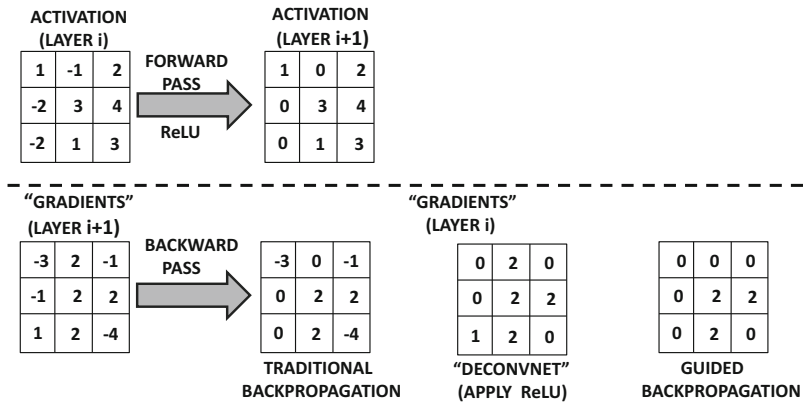 ACTIVATION
(LAYER i)
1 -1 2
-2 3 4
-2 1 3
FORWARD
PASS
ReLU
ACTIVATION
(LAYER i+1)
1 0 2
0 3 4
0 1 3
“GRADIENTS”
(LAYER i+1)
-3 2 -1
-1 2 2
1 2 -4
BACKWARD
PASS
“GRADIENTS”
(LAYER i)
-3 0 -1
0 2 2
0 2 -4
TRADITIONAL
BACKPROPAGATION
0 2 0
0 2 2
1 2 0
“DECONVNET”
(APPLY ReLU)
0 0 0
0 2 2
0 2 0
GUIDED
BACKPROPAGATION